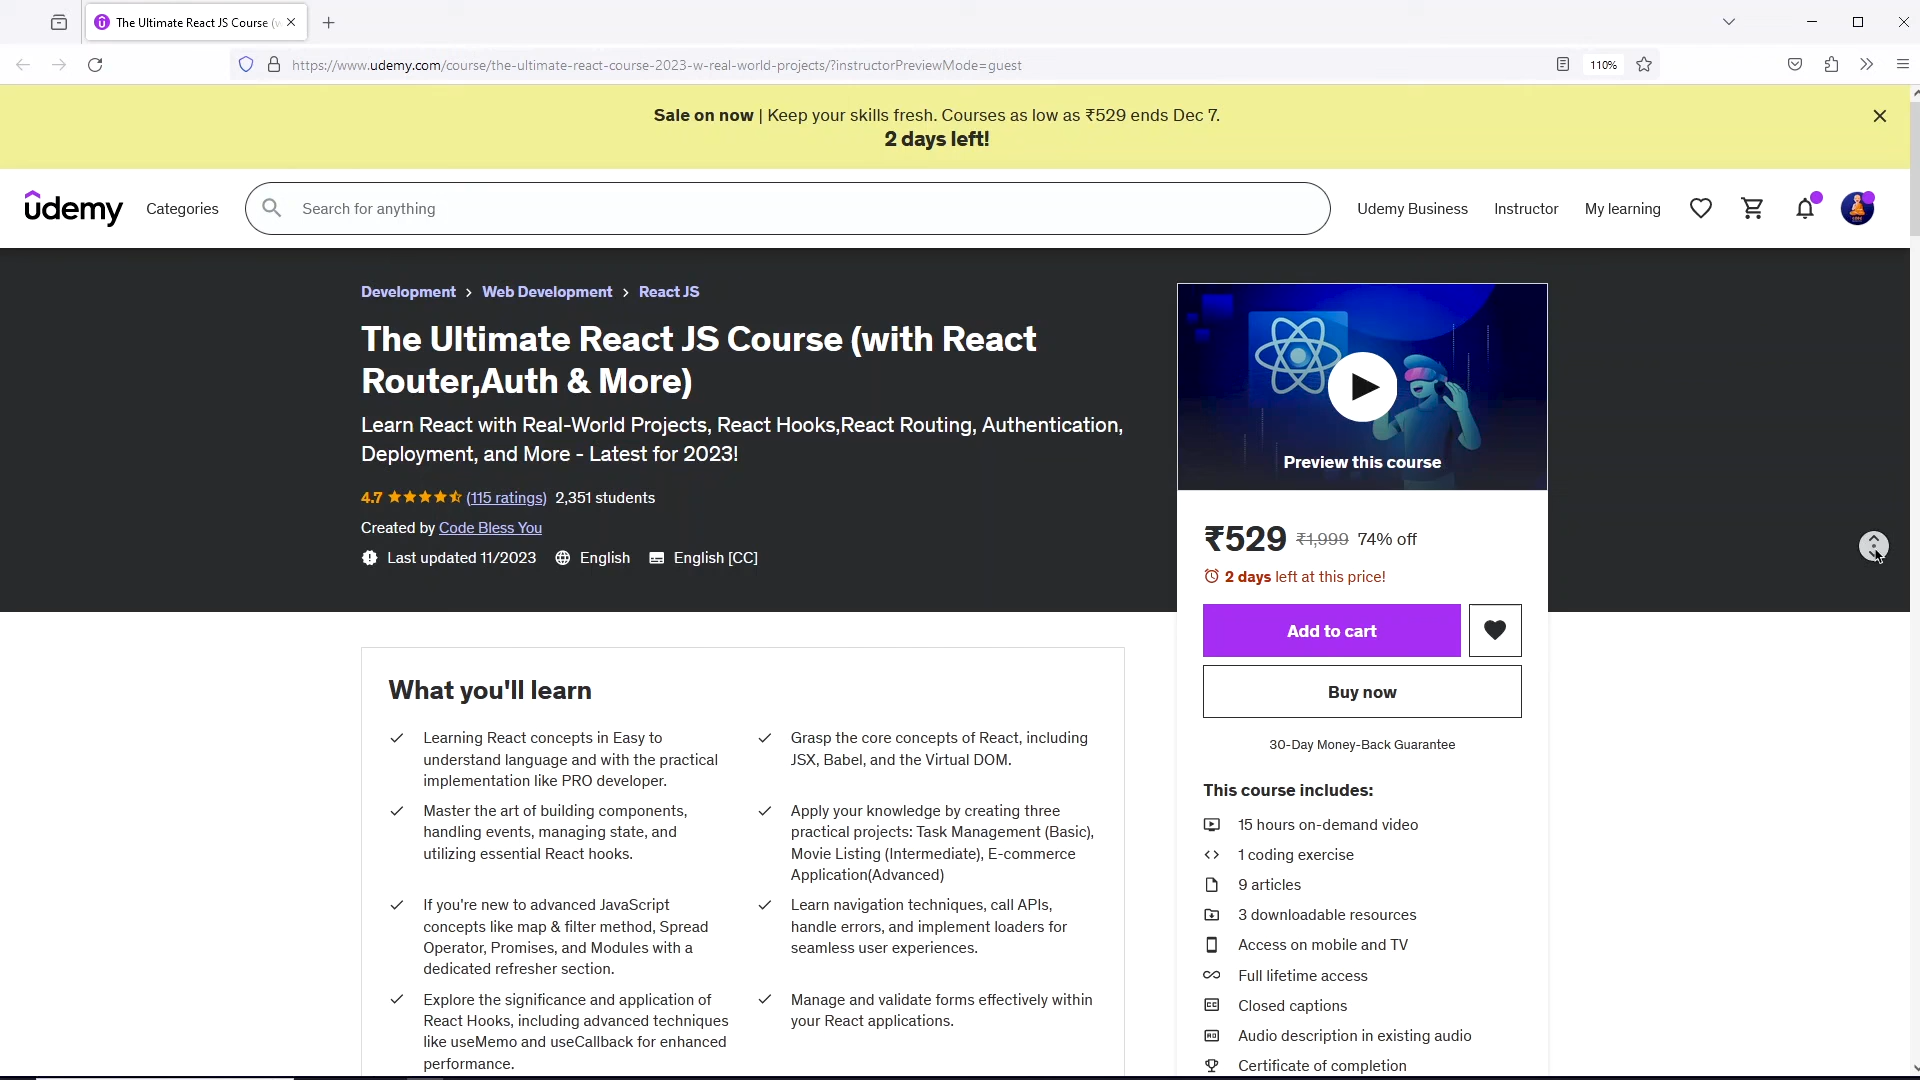 The Ultimate React JS Course (w
https://www.udemy.com/course/the-ultimate-react-course-2023-w-real-world-projects/?instructorPreviewMode=guest
110%
Sale on now | Keep your skills fresh. Courses as low as ₹529 ends Dec 7.
2 days left!
udemy
Categories
Search for anything
Udemy Business
Instructor
My learning
Development > Web Development > React JS
The Ultimate React JS Course (with React
Router,Auth & More)
Learn React with Real-World Projects, React Hooks,React Routing, Authentication,
Deployment, and More - Latest for 2023!
4.7 (115 ratings) 2,351 students
Created by Code Bless You
Last updated 11/2023 English English [CC]
Preview this course
₹529 ₹1,999 74% off
2 days left at this price!
Add to cart
Buy now
30-Day Money-Back Guarantee
This course includes:
15 hours on-demand video
1 coding exercise
9 articles
3 downloadable resources
Access on mobile and TV
Full lifetime access
Closed captions
Audio description in existing audio
Certificate of completion
What you'll learn
Learning React concepts in Easy to
understand language and with the practical
implementation like PRO developer.
Grasp the core concepts of React, including
JSX, Babel, and the Virtual DOM.
Master the art of building components,
handling events, managing state, and
utilizing essential React hooks.
Apply your knowledge by creating three
practical projects: Task Management (Basic),
Movie Listing (Intermediate), E-commerce
Application(Advanced)
If you're new to advanced JavaScript
concepts like map & filter method, Spread
Operator, Promises, and Modules with a
dedicated refresher section.
Learn navigation techniques, call APIs,
handle errors, and implement loaders for
seamless user experiences.
Explore the significance and application of
React Hooks, including advanced techniques
like useMemo and useCallback for enhanced
performance.
Manage and validate forms effectively within
your React applications.